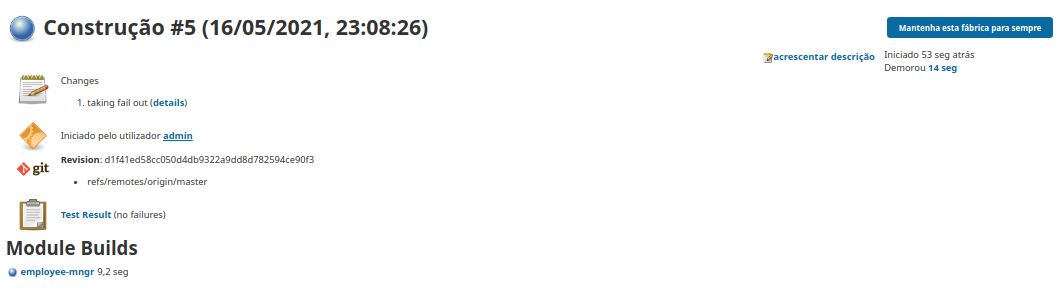 Construção #5 (16/05/2021, 23:08:26)
Mantenha esta fábrica para sempre
acrescentar descrição
Iniciado 53 seg atrás
Demorou 14 seg
Changes
1. taking fail out (details)
Iniciado pelo utilizador admin
git
Revision: d1f41ed58cc050d4db9322a9dd8d782594ce90f3
refs/remotes/origin/master
Test Result (no failures)
Module Builds
employee-mngr 9,2 seg